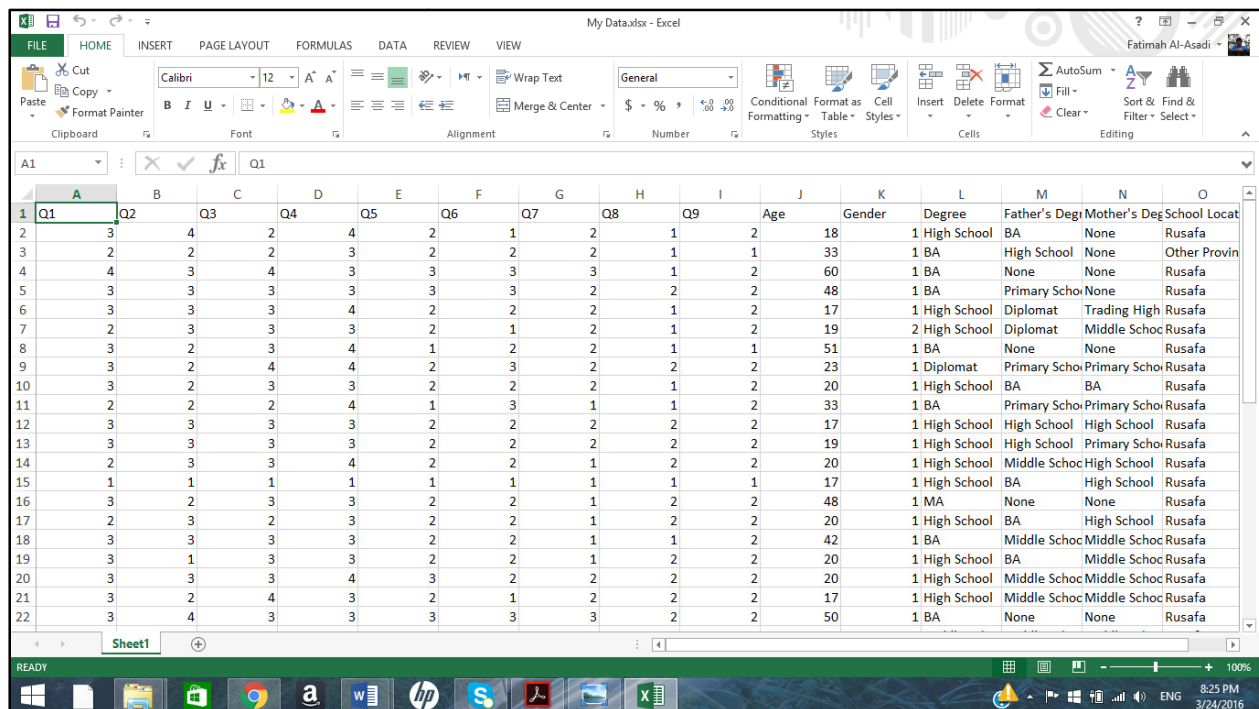 My Data.xlsx - Excel
FILE HOME INSERT PAGE LAYOUT FORMULAS DATA REVIEW VIEW Fatimah Al-Asadi
Cut
Copy
Format Painter
Paste
Calibri 12
B I U
Wrap Text
Merge & Center
General
$ % ,
Conditional Formatting
Format as Table
Cell Styles
Insert Delete Format
AutoSum
Fill
Clear
Sort & Filter
Find & Select
Clipboard Font Alignment Number Styles Cells Editing
A1 fx Q1
A B C D E F G H I J K L M N O
1 Q1 Q2 Q3 Q4 Q5 Q6 Q7 Q8 Q9 Age Gender Degree Father's Degr Mother's Deg School Locat
2 3 4 2 4 2 1 2 1 2 18 1 High School BA None Rusafa
3 2 2 2 3 2 2 2 1 1 33 1 BA High School None Other Provin
4 4 3 4 3 3 3 3 1 2 60 1 BA None None Rusafa
5 3 3 3 3 3 3 2 2 2 48 1 BA Primary Scho None Rusafa
6 3 3 3 4 2 2 2 1 2 17 1 High School Diplomat Trading High Rusafa
7 2 3 3 3 2 1 2 1 2 19 2 High School Diplomat Middle Schoo Rusafa
8 3 2 3 4 1 2 2 1 1 51 1 BA None None Rusafa
9 3 2 4 4 2 3 2 2 2 23 1 Diplomat Primary Scho Primary Scho Rusafa
10 3 2 3 3 2 2 2 1 2 20 1 High School BA BA Rusafa
11 2 2 2 4 1 3 1 1 2 33 1 BA Primary Scho Primary Scho Rusafa
12 3 3 3 3 2 2 2 2 2 17 1 High School High School High School Rusafa
13 3 3 3 3 2 2 2 2 2 19 1 High School High School Primary Scho Rusafa
14 2 3 3 4 2 2 1 2 2 20 1 High School Middle Schoo High School Rusafa
15 1 1 1 1 1 1 1 1 1 17 1 High School BA High School Rusafa
16 3 2 3 3 2 2 1 2 2 48 1 MA None None Rusafa
17 2 3 2 3 2 2 1 2 2 20 1 High School BA High School Rusafa
18 3 3 3 3 2 2 1 1 2 42 1 BA Middle Schoo Middle Schoo Rusafa
19 3 1 3 3 2 2 1 2 2 20 1 High School BA Middle Schoo Rusafa
20 3 3 3 4 3 2 2 2 2 20 1 High School Middle Schoo Middle Schoo Rusafa
21 3 2 4 3 2 1 2 2 2 17 1 High School Middle Schoo Middle Schoo Rusafa
22 3 4 3 3 3 3 3 2 2 50 1 BA None None Rusafa
Sheet1
READY 100%
ENG 8:25 PM
3/24/2016